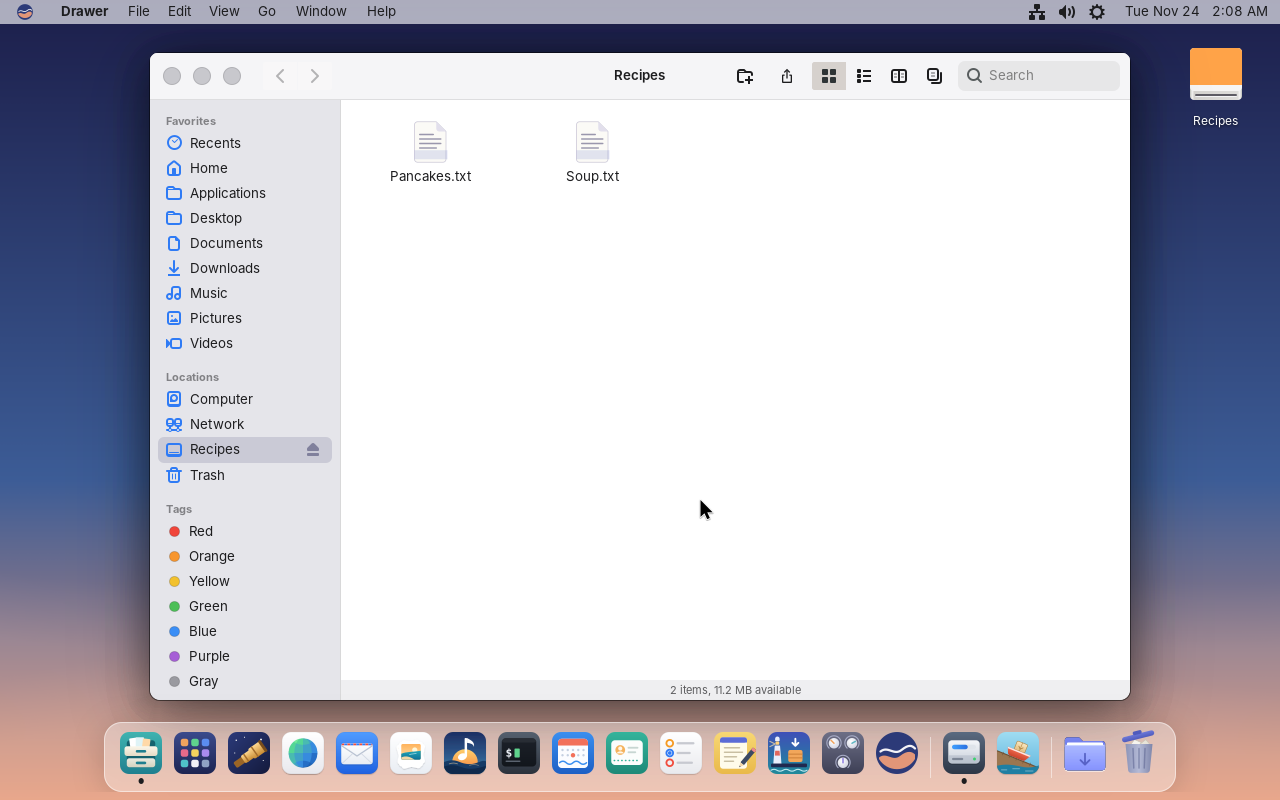 Drawer File Edit View Go Window Help Tue Nov 24 2:08 AM
Recipes
Search
Recipes
Favorites
Recents
Home
Applications
Desktop
Documents
Downloads
Music
Pictures
Videos
Locations
Computer
Network
Recipes
Trash
Tags
Red
Orange
Yellow
Green
Blue
Purple
Gray
Pancakes.txt Soup.txt
2 items, 11.2 MB available
$